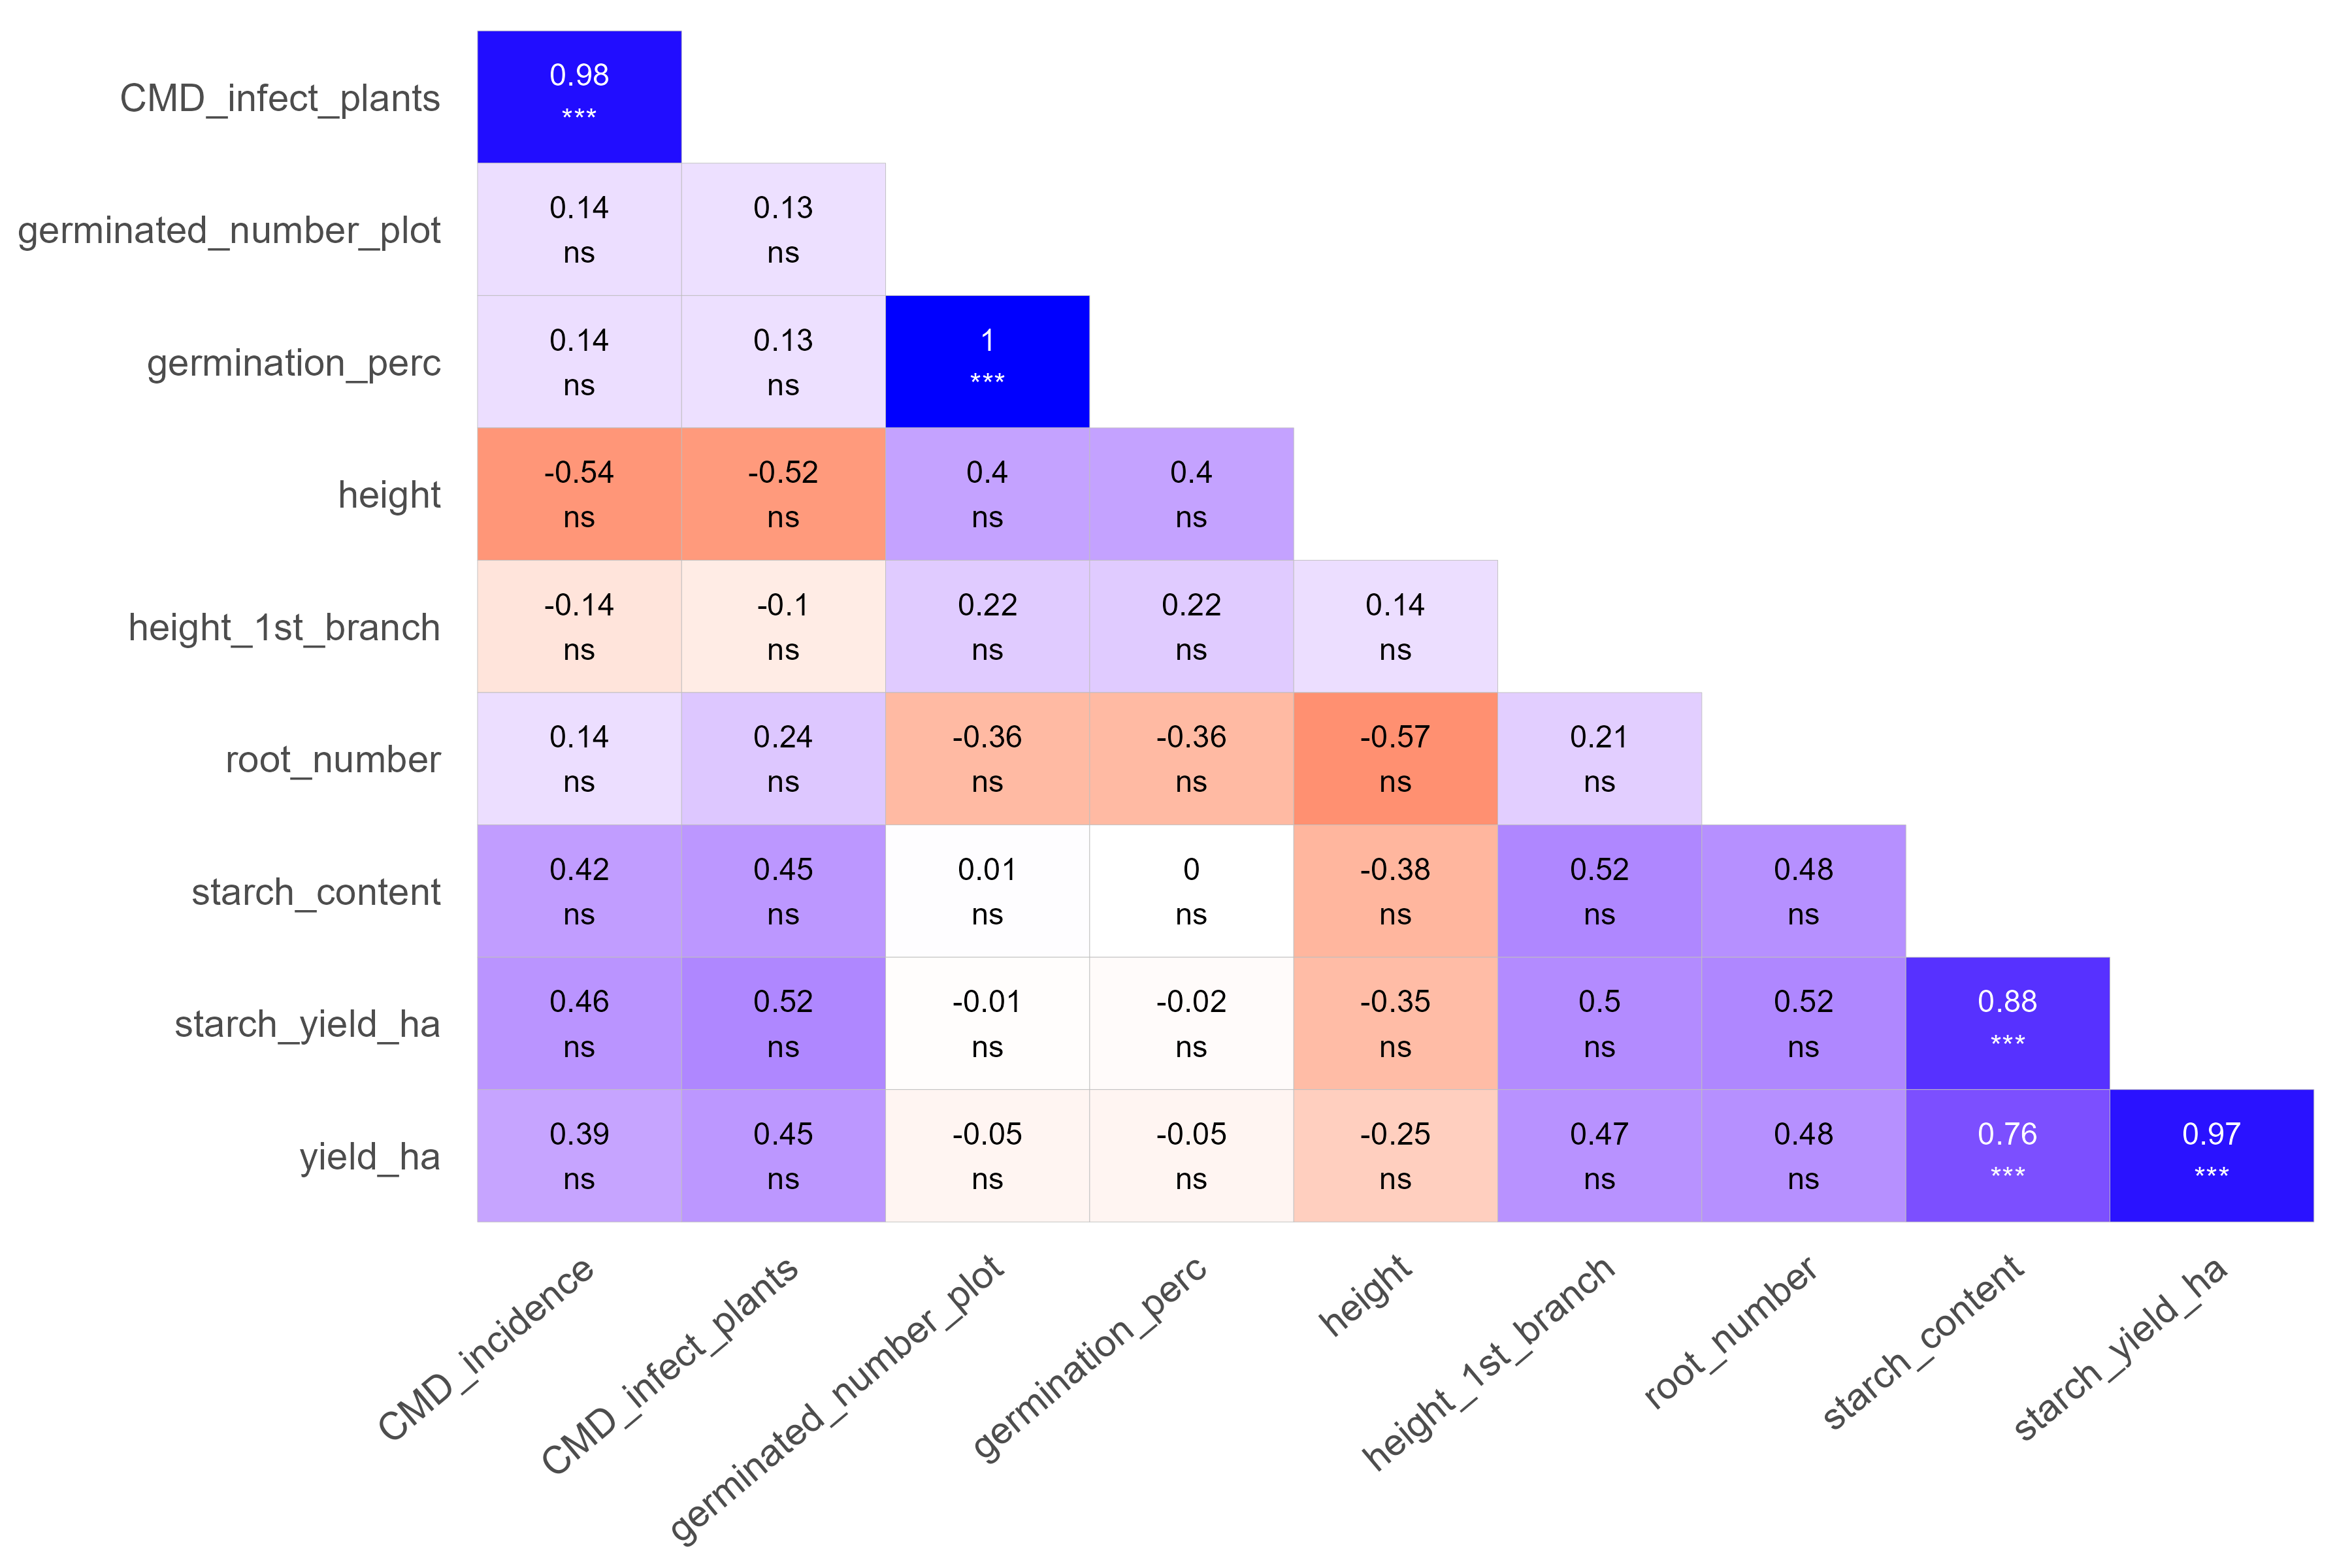 0.98
CMD_infect_plants
***
0.14 0.13
germinated_number_plot
ns ns
0.14 0.13 1
germination_perc
ns ns ***
-0.54 -0.52 0.4 0.4
height
ns ns ns ns
-0.14 -0.1 0.22 0.22 0.14
height_1st_branch
ns ns ns ns ns
0.14 0.24 -0.36 -0.36 -0.57 0.21
root_number
ns ns ns ns ns ns
0.42 0.45 0.01 0 -0.38 0.52 0.48
starch_content
ns ns ns ns ns ns ns
0.46 0.52 -0.01 -0.02 -0.35 0.5 0.52 0.88
starch_yield_ha
ns ns ns ns ns ns ns ***
0.39 0.45 -0.05 -0.05 -0.25 0.47 0.48 0.76 0.97
yield_ha
ns ns ns ns ns ns ns *** ***
CMD_incidence
CMD_infect_plants
germinated_number_plot
germination_perc
height
height_1st_branch
root_number
starch_content
starch_yield_ha